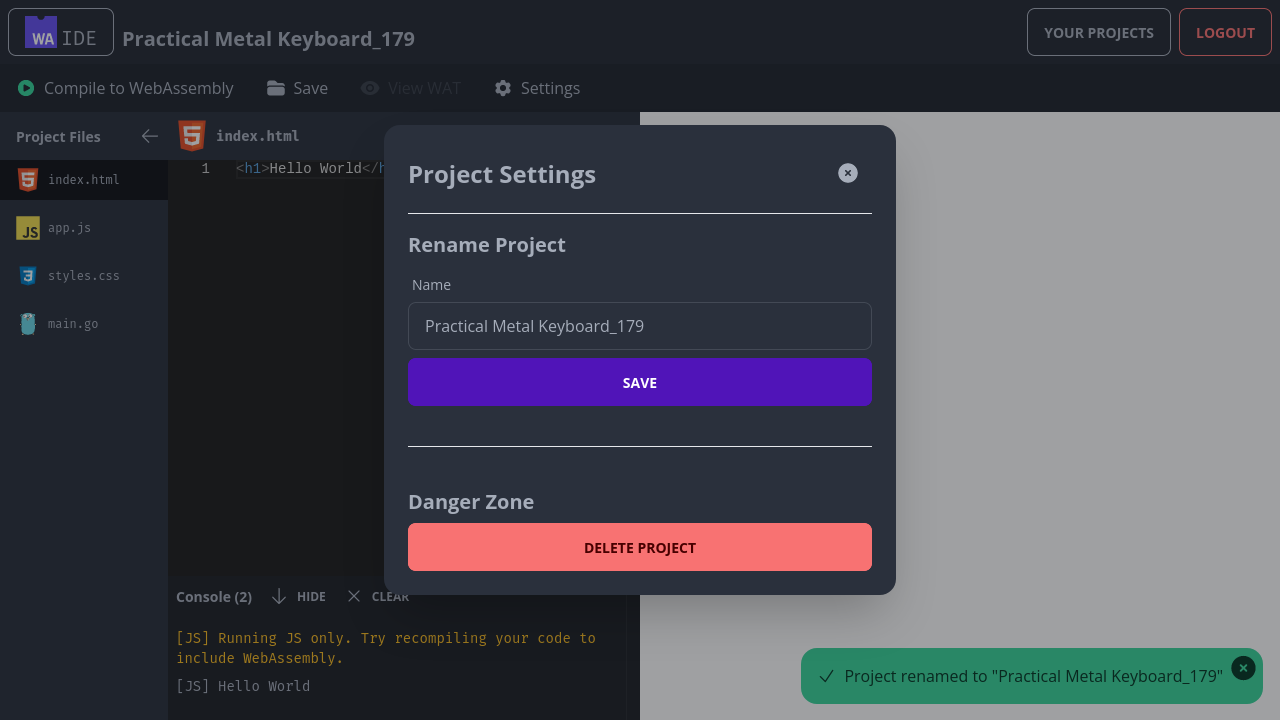 WA IDE Practical Metal Keyboard_179 YOUR PROJECTS LOGOUT
Compile to WebAssembly Save View WAT Settings
Project Files
index.html
app.js
styles.css
main.go
index.html
1 <h1>Hello World</h
Project Settings
Rename Project
Name
Practical Metal Keyboard_179
SAVE
Danger Zone
DELETE PROJECT
Console (2) HIDE CLEAR
[JS] Running JS only. Try recompiling your code to
include WebAssembly.
[JS] Hello World
Project renamed to "Practical Metal Keyboard_179"